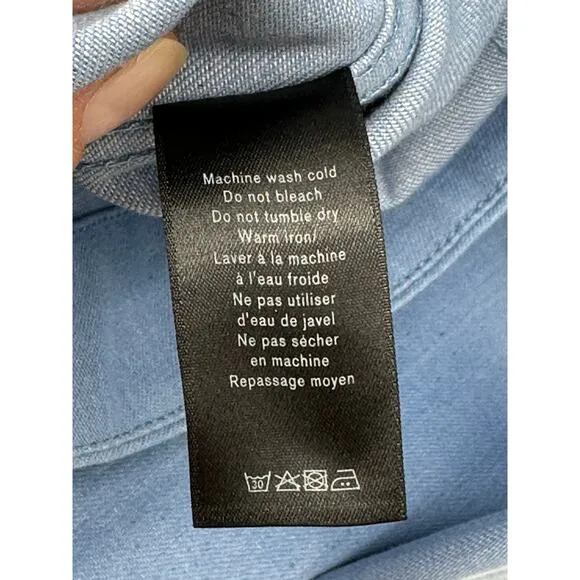 Machine wash cold
Do not bleach
Do not tumble dry
Warm Iron/
Laver à la machine
à l'eau froide
Ne pas utiliser
d'eau de javel
Ne pas sécher
en machine
Repassage moyen
30